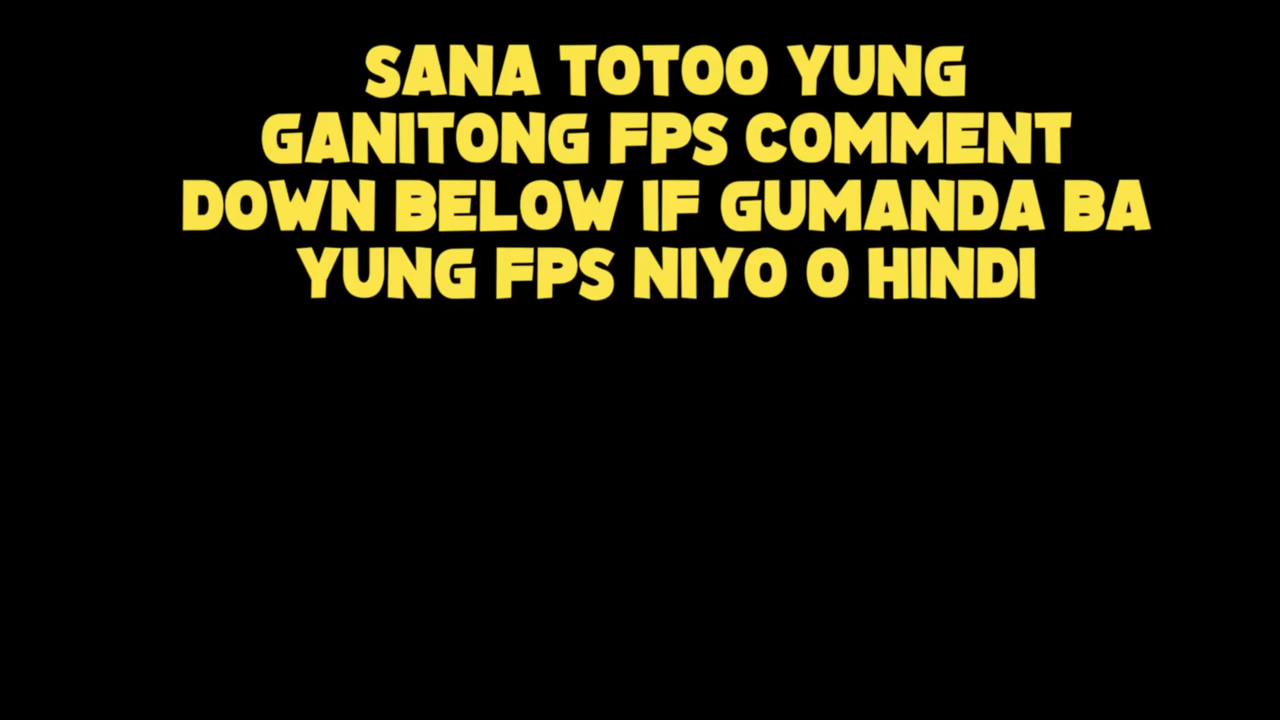 SANA TOTOO YUNG
GANITONG FPS COMMENT
DOWN BELOW IF GUMANDA BA
YUNG FPS NIYO O HINDI